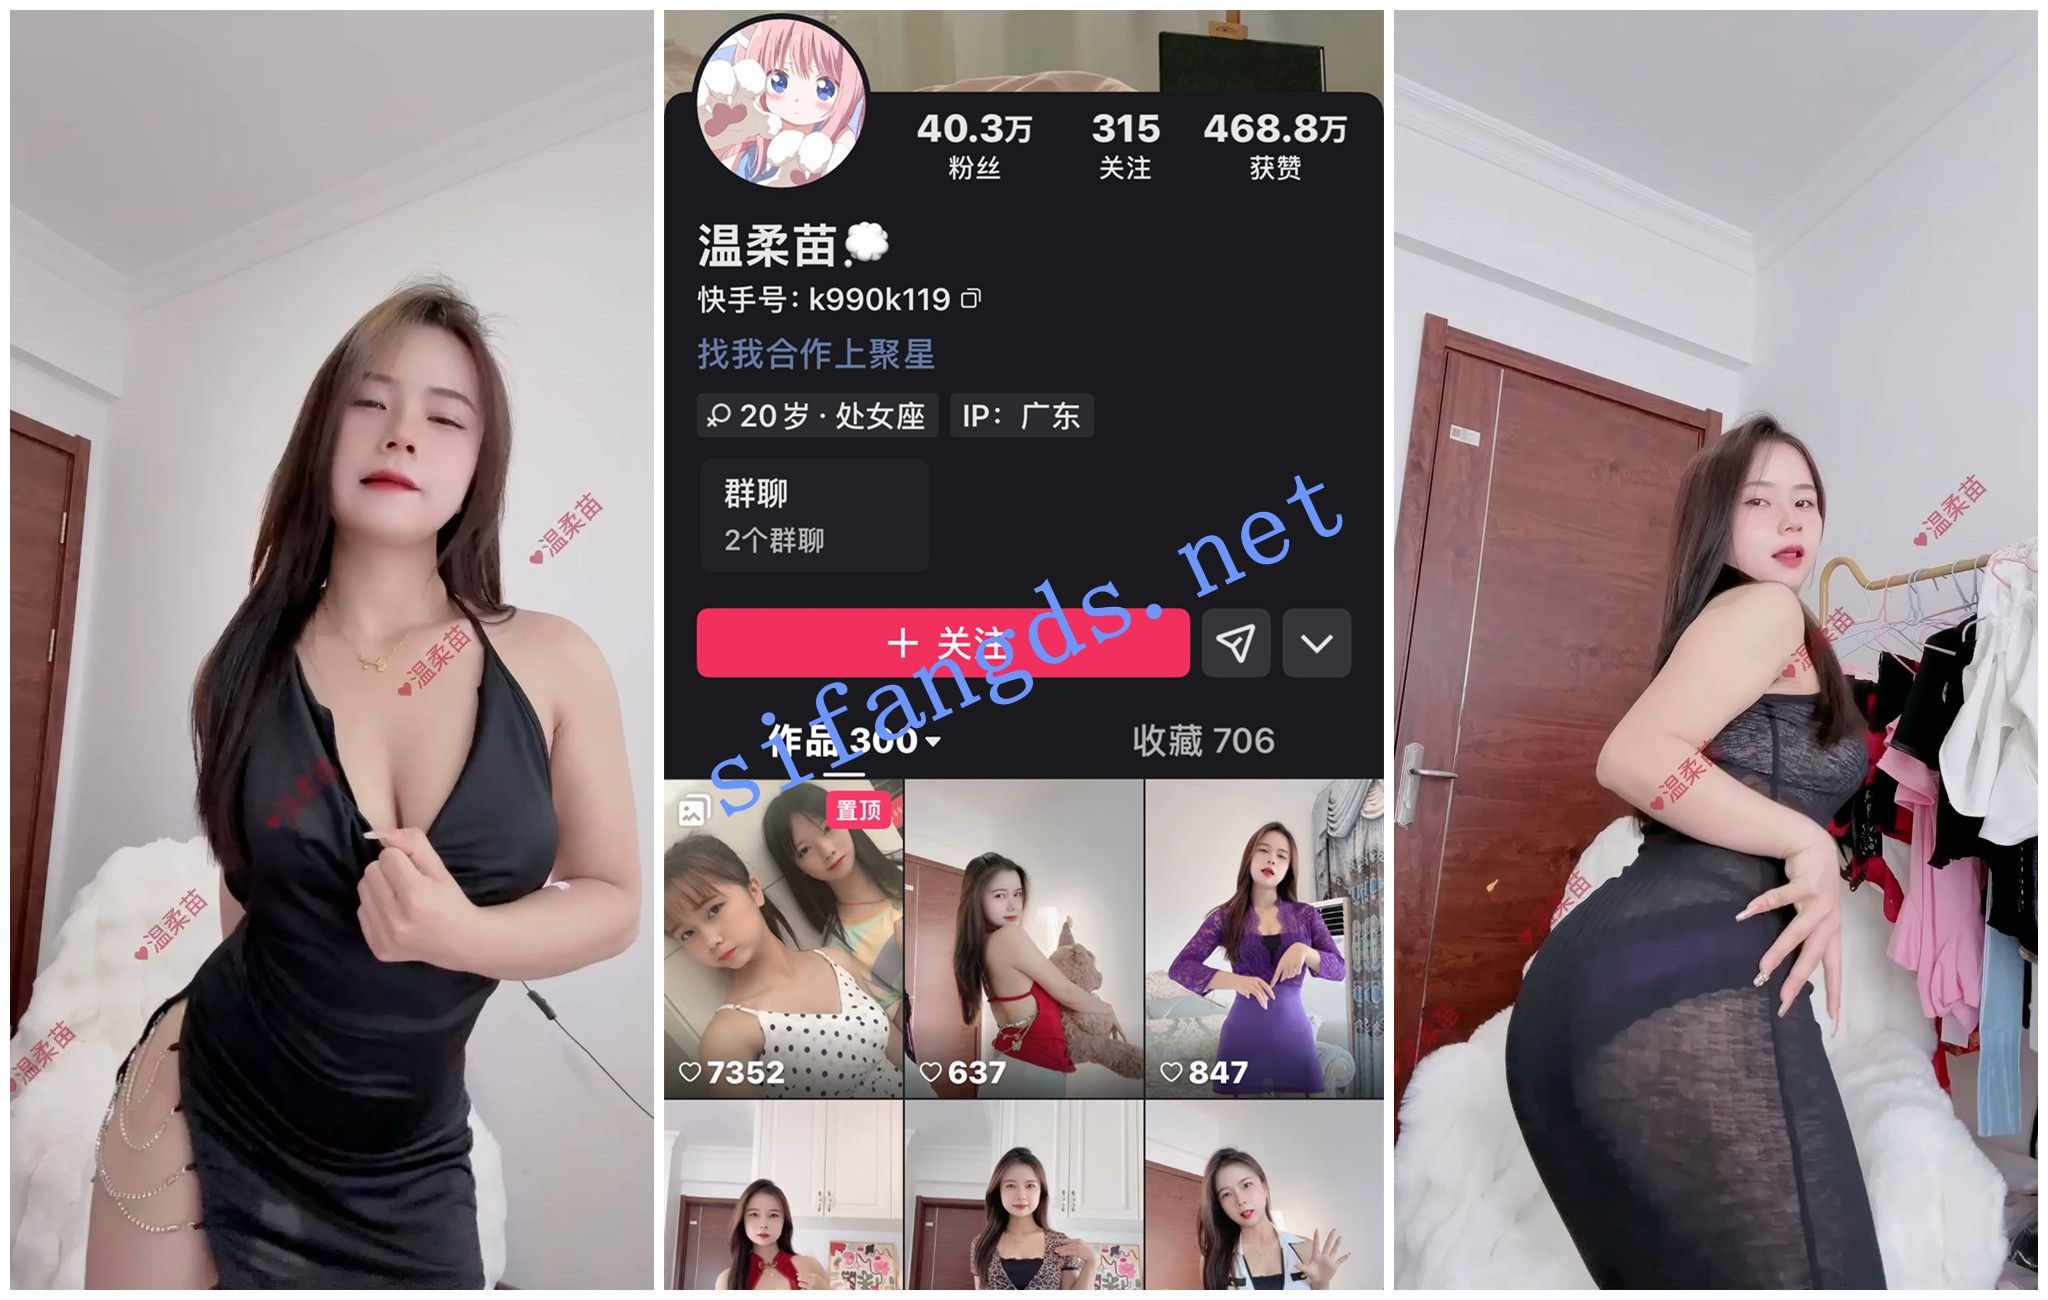 40.3万
粉丝
315
关注
468.8万
获赞
温柔苗
快手号：k990k119
找我合作上聚星
20岁·处女座
IP：广东
群聊
2个群聊
关注
作品 300
收藏 706
置顶
7352
637
847
sifangds.net
温柔苗
温柔苗
温柔苗
温柔苗
温柔苗
温柔苗
温柔苗
温柔苗
温柔苗